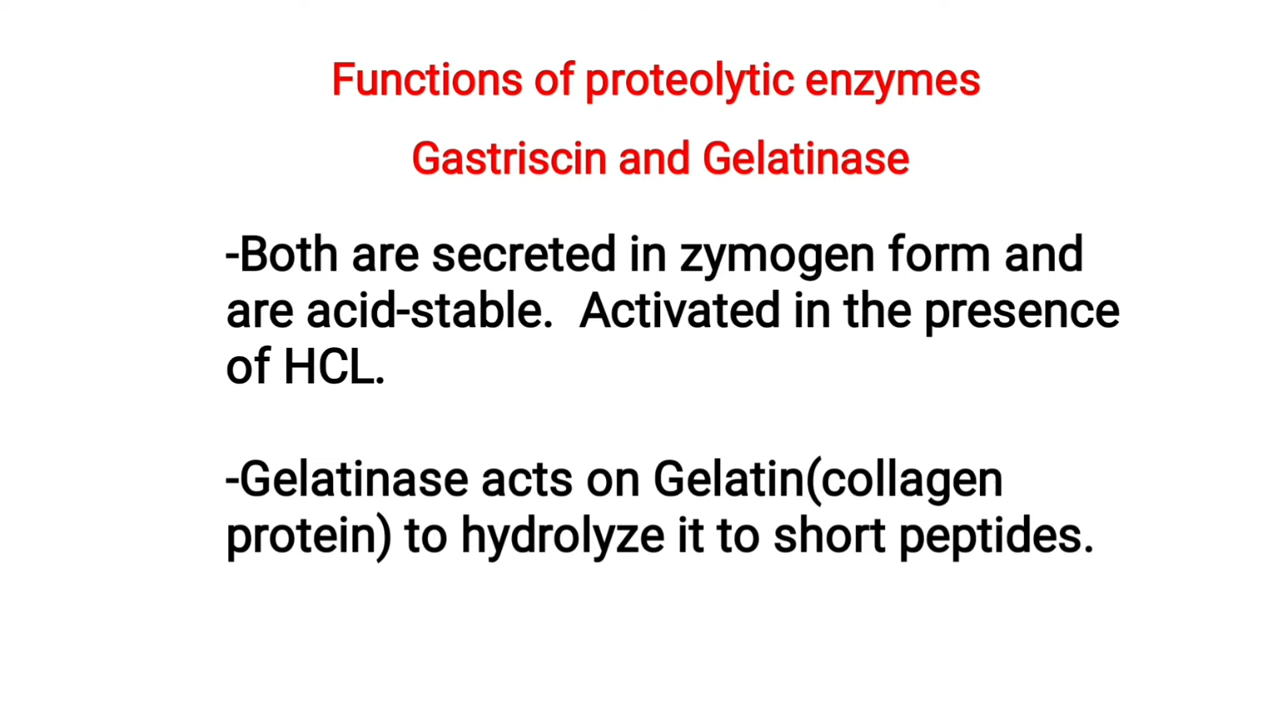 Functions of proteolytic enzymes
Gastriscin and Gelatinase
-Both are secreted in zymogen form and
are acid-stable.  Activated in the presence
of HCL.
-Gelatinase acts on Gelatin(collagen
protein) to hydrolyze it to short peptides.